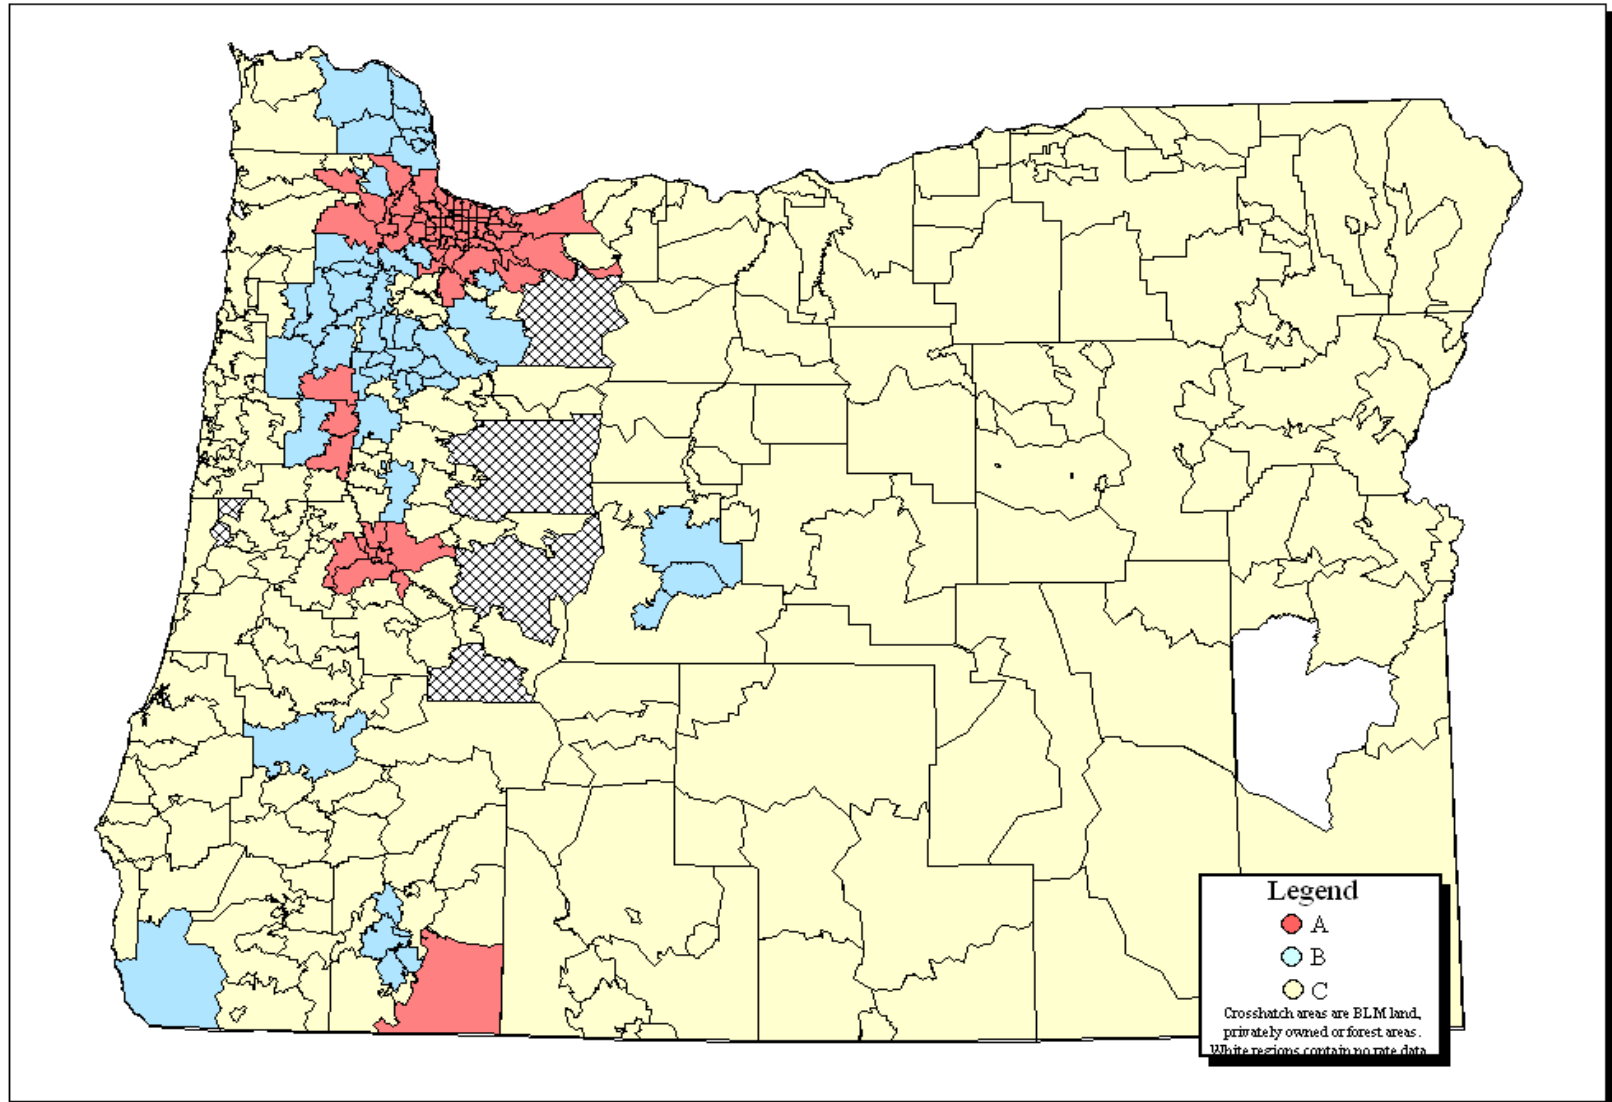 Legend
A
B
C
Crosshatch areas are BLM land,
privately owned or forest areas.
White regions contain no rate data.